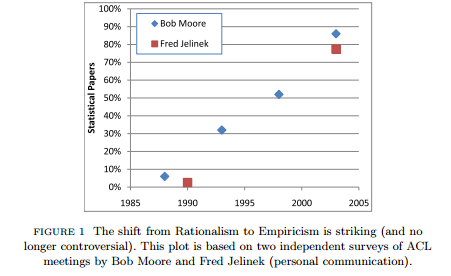 100%
90%
80%
70%
60%
50%
40%
30%
20%
10%
0%
Statistical Papers
Bob Moore
Fred Jelinek
1985 1990 1995 2000 2005
FIGURE 1 The shift from Rationalism to Empiricism is striking (and no
longer controversial). This plot is based on two independent surveys of ACL
meetings by Bob Moore and Fred Jelinek (personal communication).